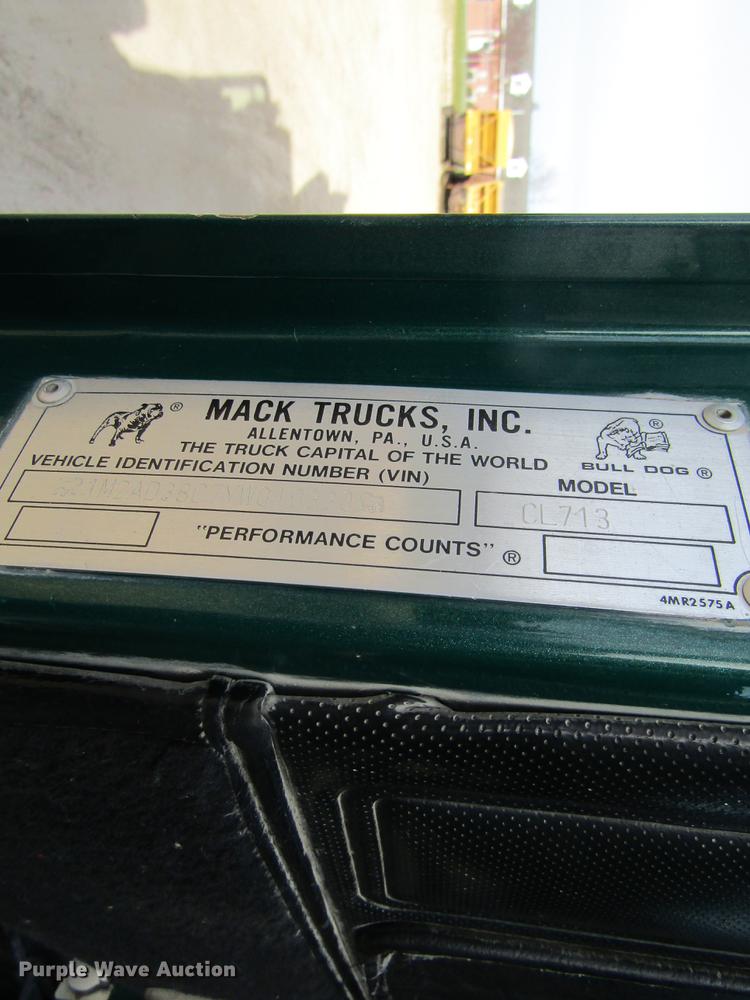 MACK TRUCKS, INC.
ALLENTOWN, PA., U.S.A.
THE TRUCK CAPITAL OF THE WORLD
BULL DOG ®
VEHICLE IDENTIFICATION NUMBER (VIN)
MODEL
CL713
"PERFORMANCE COUNTS" ®
4MR2575A
Purple Wave Auction